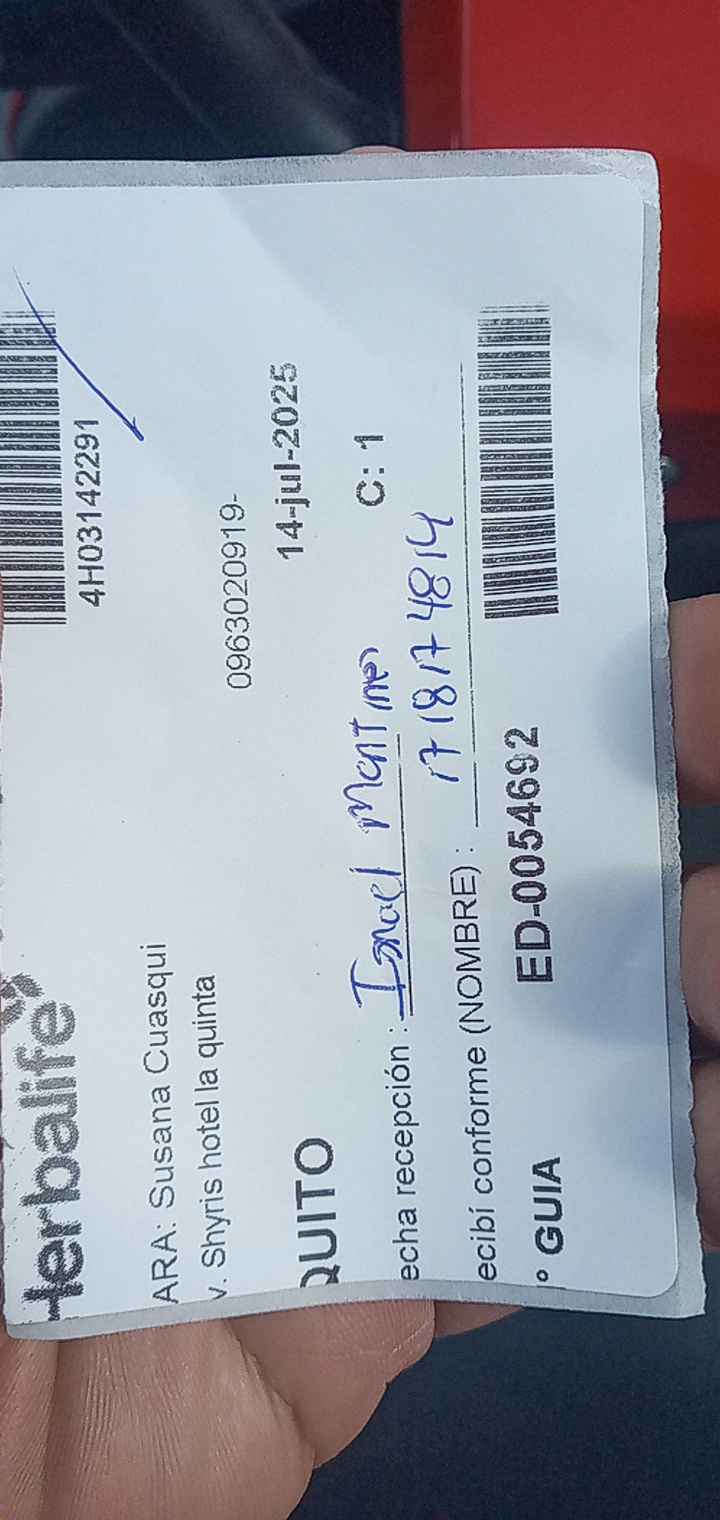 Herbalife
4H03142291
ARA: Susana Cuasqui
v. Shyris hotel la quinta
0963020919-
QUITO
14-jul-2025
echa recepción :
C: 1
ecibí conforme (NOMBRE) : 1718174814
° GUIA ED-0054692